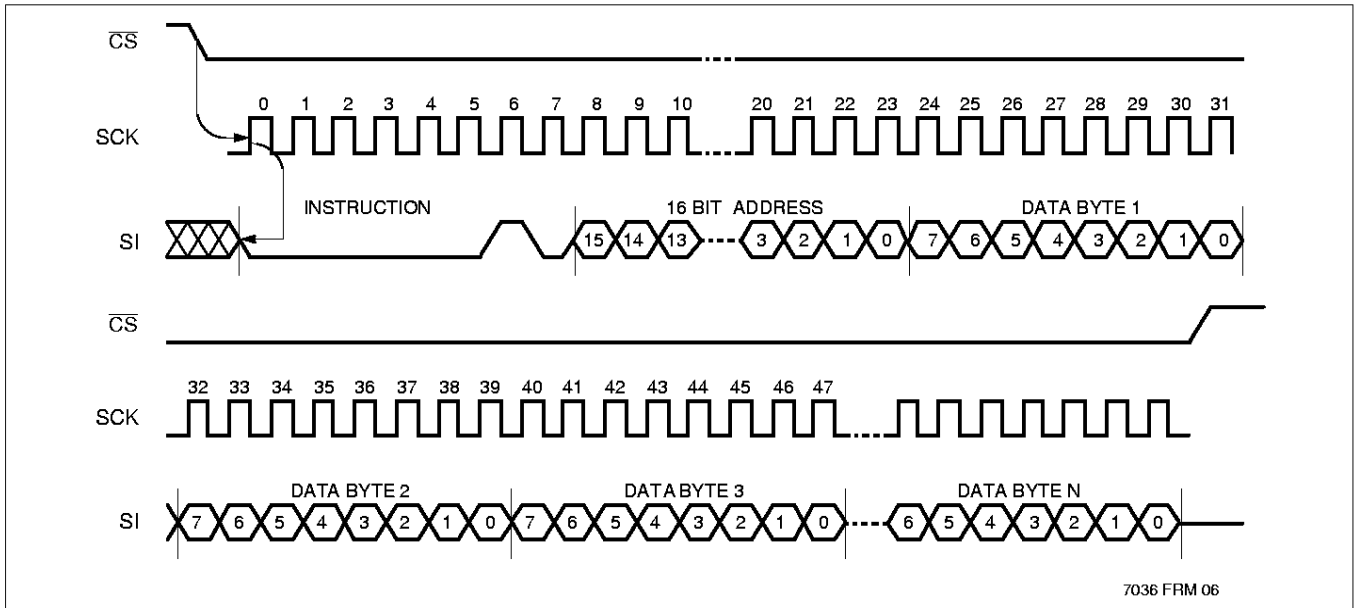 CS
0 1 2 3 4 5 6 7 8 9 10 20 21 22 23 24 25 26 27 28 29 30 31
SCK
INSTRUCTION 16 BIT ADDRESS DATA BYTE 1
SI 15 14 13 3 2 1 0 7 6 5 4 3 2 1 0
CS
32 33 34 35 36 37 38 39 40 41 42 43 44 45 46 47
SCK
DATA BYTE 2 DATA BYTE 3 DATA BYTE N
SI 7 6 5 4 3 2 1 0 7 6 5 4 3 2 1 0 6 5 4 3 2 1 0
7036 FRM 06